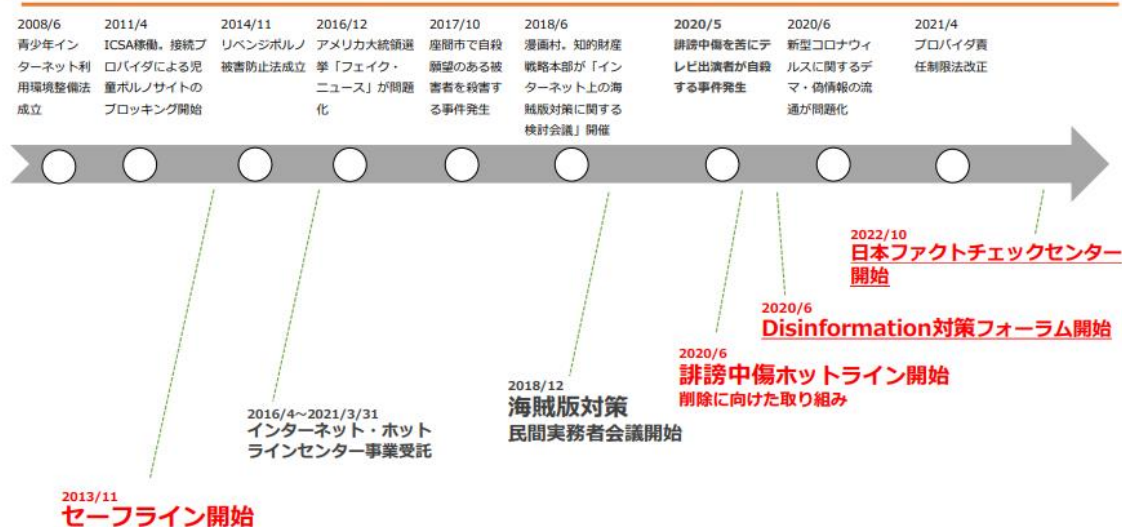 2008/6
青少年イン
ターネット利
用環境整備法
成立
2011/4
ICSA稼働。接続プ
ロバイダによる児
童ポルノサイトの
ブロッキング開始
2014/11
リベンジポルノ
被害防止法成立
2016/12
アメリカ大統領選
挙「フェイク・
ニュース」が問題
化
2017/10
座間市で自殺
願望のある被
害者を殺害す
る事件発生
2018/6
漫画村。知的財産
戦略本部が「イン
ターネット上の海
賊版対策に関する
検討会議」開催
2020/5
誹謗中傷を苦にテ
レビ出演者が自殺
する事件発生
2020/6
新型コロナウィ
ルスに関するデ
マ・偽情報の流
通が問題化
2021/4
プロバイダ責
任制限法改正
2022/10
日本ファクトチェックセンター
開始
2020/6
Disinformation対策フォーラム開始
2020/6
誹謗中傷ホットライン開始
削除に向けた取り組み
2018/12
海賊版対策
民間実務者会議開始
2016/4～2021/3/31
インターネット・ホット
ラインセンター事業受託
2013/11
セーフライン開始